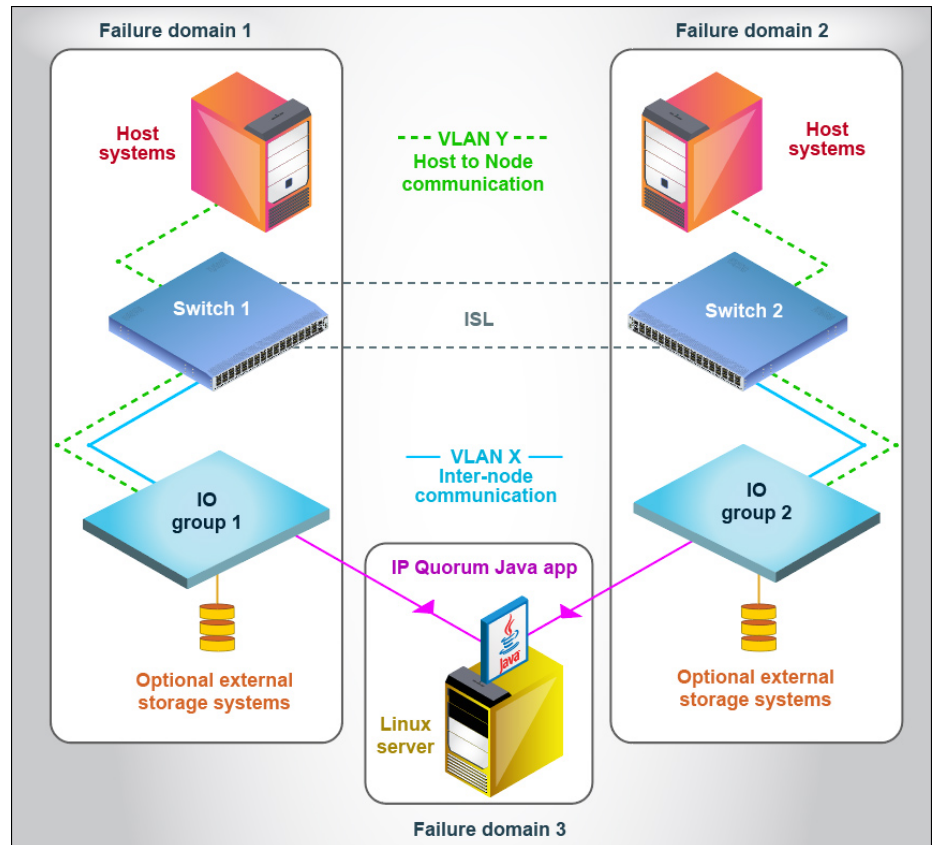 Failure domain 1
Failure domain 2
Host
systems
VLAN Y
Host to Node
communication
Host
systems
Switch 1
ISL
Switch 2
VLAN X
Inter-node
communication
IO
group 1
IO
group 2
IP Quorum Java app
Java
Optional external
storage systems
Optional external
storage systems
Linux
server
Failure domain 3